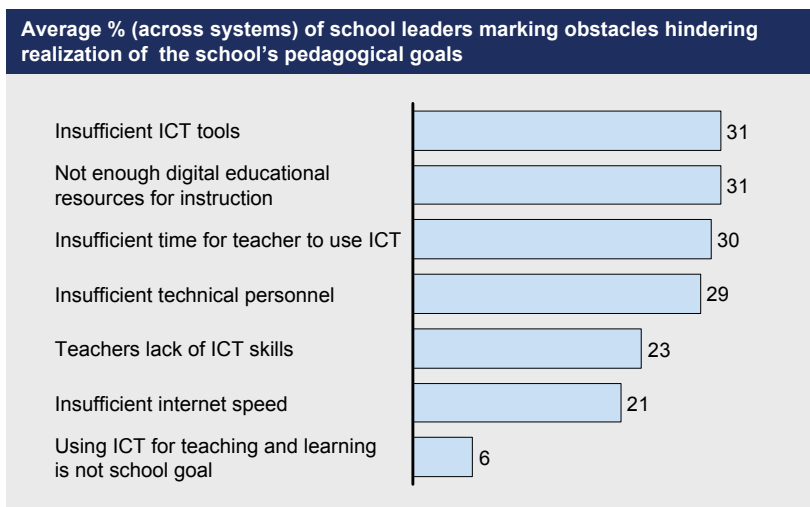 Average % (across systems) of school leaders marking obstacles hindering
realization of the school's pedagogical goals
Insufficient ICT tools
31
Not enough digital educational
resources for instruction
31
Insufficient time for teacher to use ICT
30
Insufficient technical personnel
29
Teachers lack of ICT skills
23
Insufficient internet speed
21
Using ICT for teaching and learning
is not school goal
6